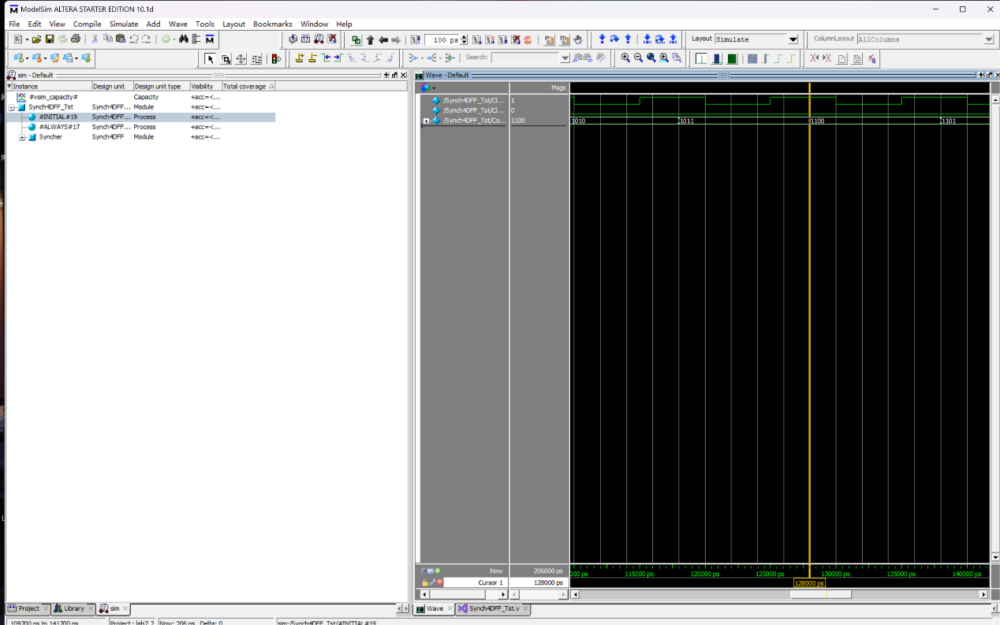 ModelSim ALTERA STARTER EDITION 10.1d
File Edit View Compile Simulate Add Wave Tools Layout Bookmarks Window Help
100 ps Layout Simulate ColumnLayout AllColumns
Search:
sim - Default
Instance Design unit Design unit type Visibility Total coverage
#vsim_capacity# Capacity +acc=<...
Synch4DFF_Tst Synch4DFF... Module +acc=<...
#INITIAL#19 Synch4DFF... Process +acc=<...
#ALWAYS#17 Synch4DFF... Process +acc=<...
Syncher Synch4DFF Module +acc=<...
Wave - Default
Msgs
/Synch4DFF_Tst/Cl... 1
/Synch4DFF_Tst/Cl... 0
/Synch4DFF_Tst/Co... 1100 1010 1011 1100 1101
Now 206000 ps 000 ps 115000 ps 120000 ps 125000 ps 130000 ps 135000 ps 140000 ps
Cursor 1 128000 ps 128000 ps
Project Library sim Wave Synch4DFF_Tst.v
109700 ps to 141700 ps Project : lab7_2 Now: 206 ns Delta: 0 sim:/Synch4DFF_Tst/#INITIAL#19